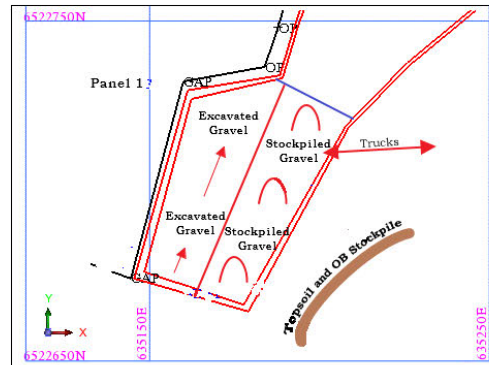 6522750N
OP
OP
Panel 1
GAP
Excavated
Gravel
Stockpiled
Gravel
Trucks
Excavated
Gravel
Stockpiled
Gravel
Topsoil and OB Stockpile
GAP
Y
X
6522650N
635150E
635250E